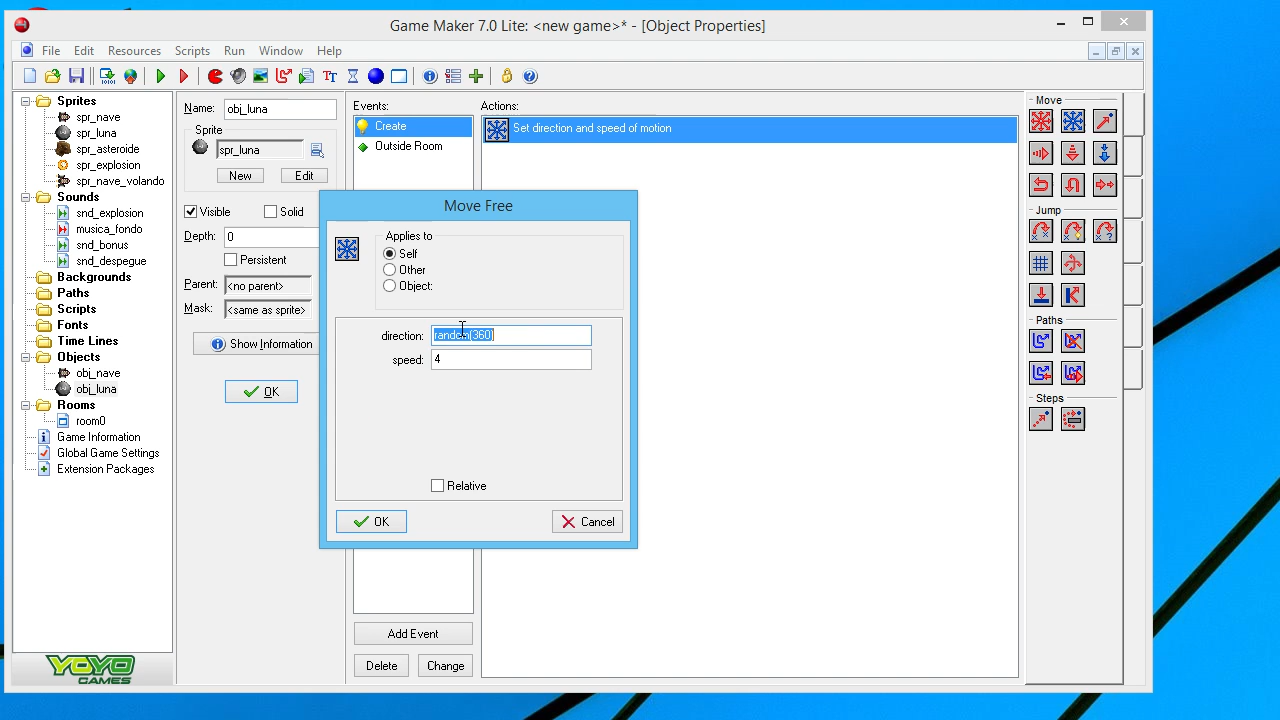 Game Maker 7.0 Lite: <new game>* - [Object Properties]
File Edit Resources Scripts Run Window Help
Sprites
spr_nave
spr_luna
spr_asteroide
spr_explosion
spr_nave_volando
Sounds
snd_explosion
musica_fondo
snd_bonus
snd_despegue
Backgrounds
Paths
Scripts
Fonts
Time Lines
Objects
obj_nave
obj_luna
Rooms
room0
Game Information
Global Game Settings
Extension Packages
YOYO
GAMES
Name: obj_luna
Sprite
spr_luna
New Edit
Visible Solid
Depth: 0
Persistent
Parent: <no parent>
Mask: <same as sprite>
Show Information
OK
Events:
Create
Outside Room
Add Event
Delete Change
Actions:
Set direction and speed of motion
Move Free
Applies to
Self
Other
Object:
direction: random(360)
speed: 4
Relative
OK Cancel
Move
Jump
Paths
Steps